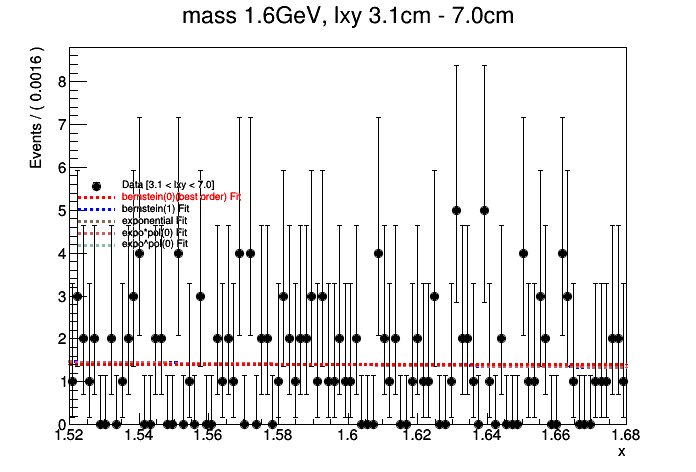 mass 1.6GeV, lxy 3.1cm - 7.0cm
Events / ( 0.0016 )
8
7
6
5
4
3
2
1
0
Data [3.1 < lxy < 7.0]
bernstein(0)(best order) Fit
bernstein(1) Fit
exponential Fit
expo*pol(0) Fit
expo^pol(0) Fit
1.52 1.54 1.56 1.58 1.6 1.62 1.64 1.66 1.68
x